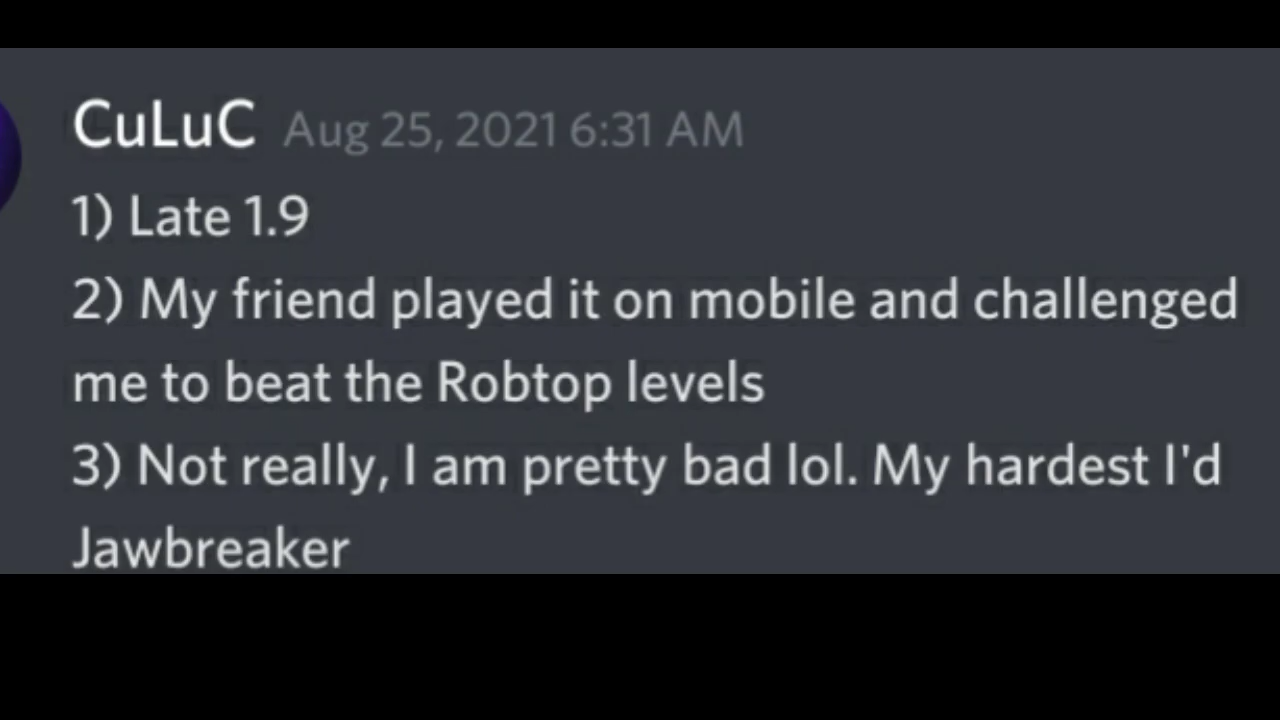 CuLuC Aug 25, 2021 6:31 AM
1) Late 1.9
2) My friend played it on mobile and challenged
me to beat the Robtop levels
3) Not really, I am pretty bad lol. My hardest I'd
Jawbreaker